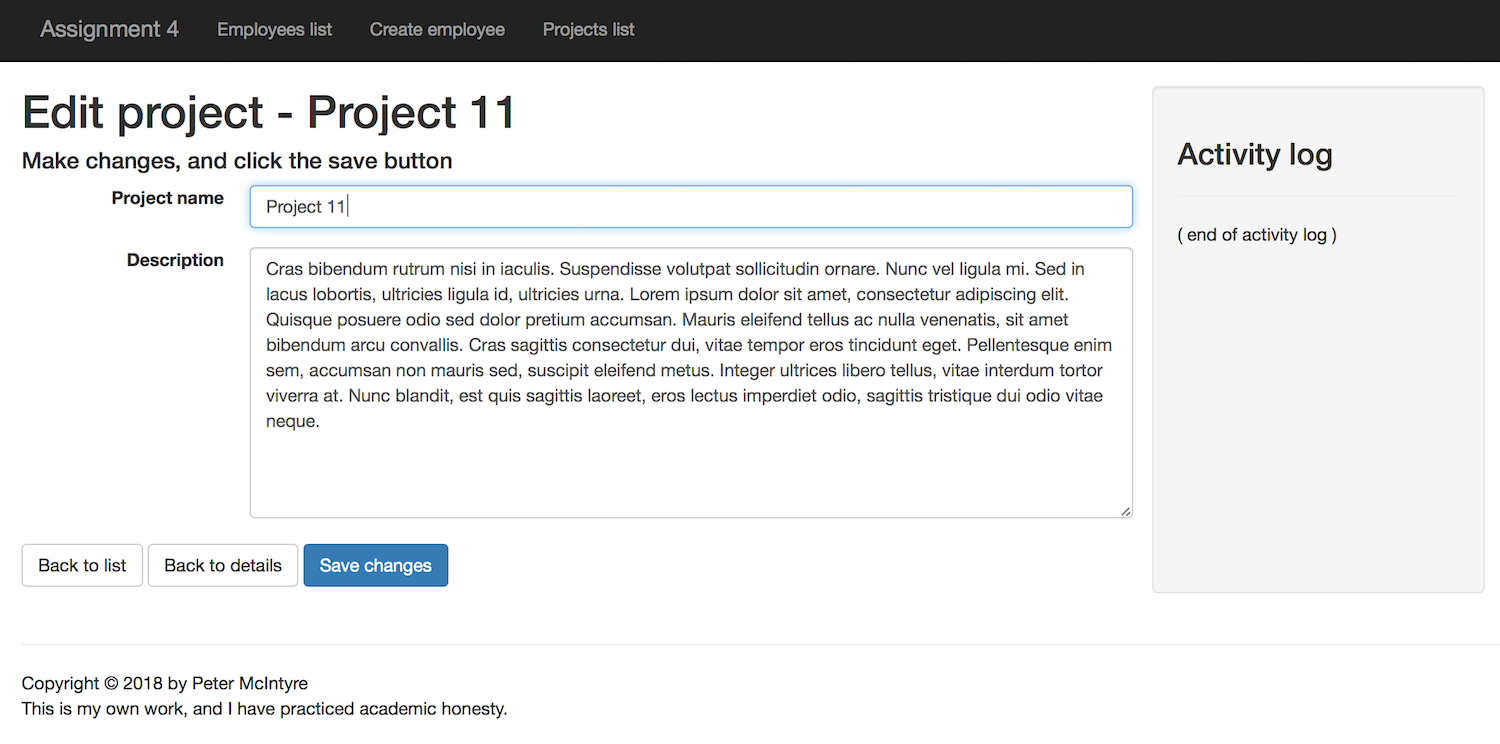 Assignment 4 Employees list Create employee Projects list
Edit project - Project 11
Make changes, and click the save button
Project name
Project 11
Description
Cras bibendum rutrum nisi in iaculis. Suspendisse volutpat sollicitudin ornare. Nunc vel ligula mi. Sed in
lacus lobortis, ultricies ligula id, ultricies urna. Lorem ipsum dolor sit amet, consectetur adipiscing elit.
Quisque posuere odio sed dolor pretium accumsan. Mauris eleifend tellus ac nulla venenatis, sit amet
bibendum arcu convallis. Cras sagittis consectetur dui, vitae tempor eros tincidunt eget. Pellentesque enim
sem, accumsan non mauris sed, suscipit eleifend metus. Integer ultrices libero tellus, vitae interdum tortor
viverra at. Nunc blandit, est quis sagittis laoreet, eros lectus imperdiet odio, sagittis tristique dui odio vitae
neque.
Back to list Back to details Save changes
Activity log
( end of activity log )
Copyright © 2018 by Peter McIntyre
This is my own work, and I have practiced academic honesty.